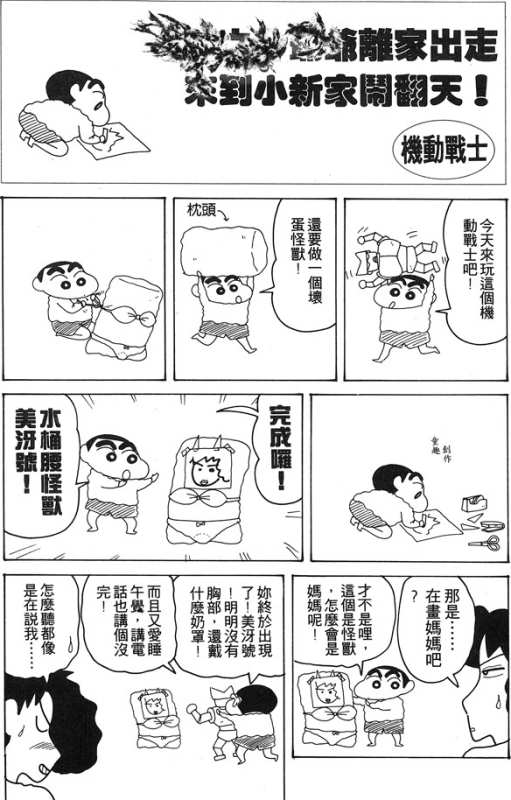 離家出走
來到小新家鬧翻天！
機動戰士
今天來玩這個機
動戰士吧！
還要做一個壞
蛋怪獸！
枕頭
創作
童趣
完成囉！
水桶腰怪獸
美冴號！
那是……
在畫媽媽吧
？
才不是哩，
這個是怪獸
，怎麼會是
媽媽呢！
妳終於出現
了！美冴號
！明明沒有
胸部，還戴
什麼奶罩！
而且又愛睡
午覺，講電
話也講個沒
完！
怎麼聽都像
是在說我……